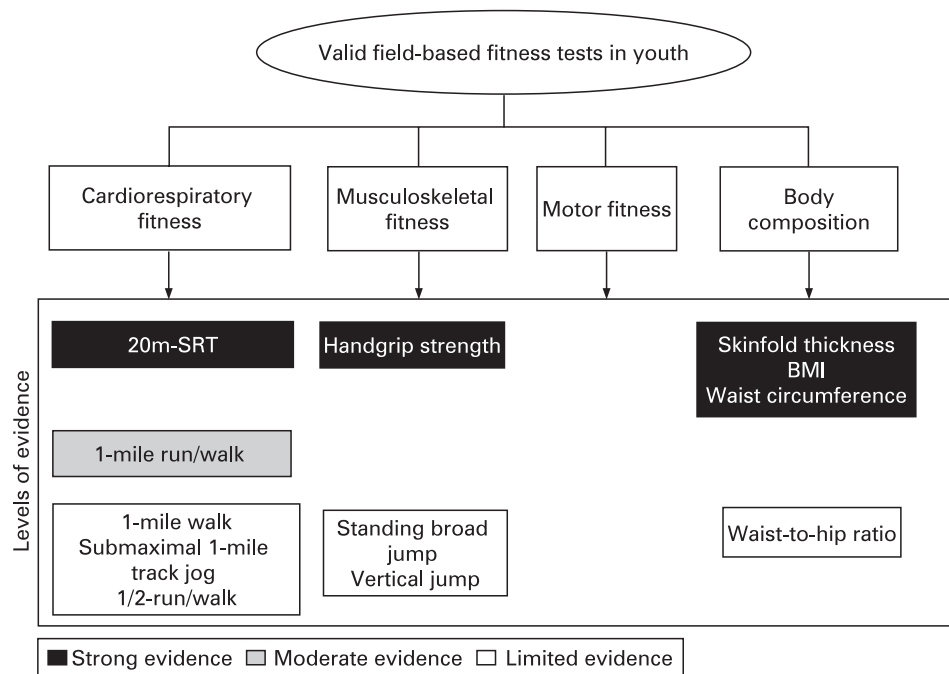 Valid field-based fitness tests in youth
Cardiorespiratory
fitness
Musculoskeletal
fitness
Motor fitness
Body
composition
Levels of evidence
20m-SRT
Handgrip strength
Skinfold thickness
BMI
Waist circumference
1-mile run/walk
1-mile walk
Submaximal 1-mile
track jog
1/2-run/walk
Standing broad
jump
Vertical jump
Waist-to-hip ratio
Strong evidence
Moderate evidence
Limited evidence